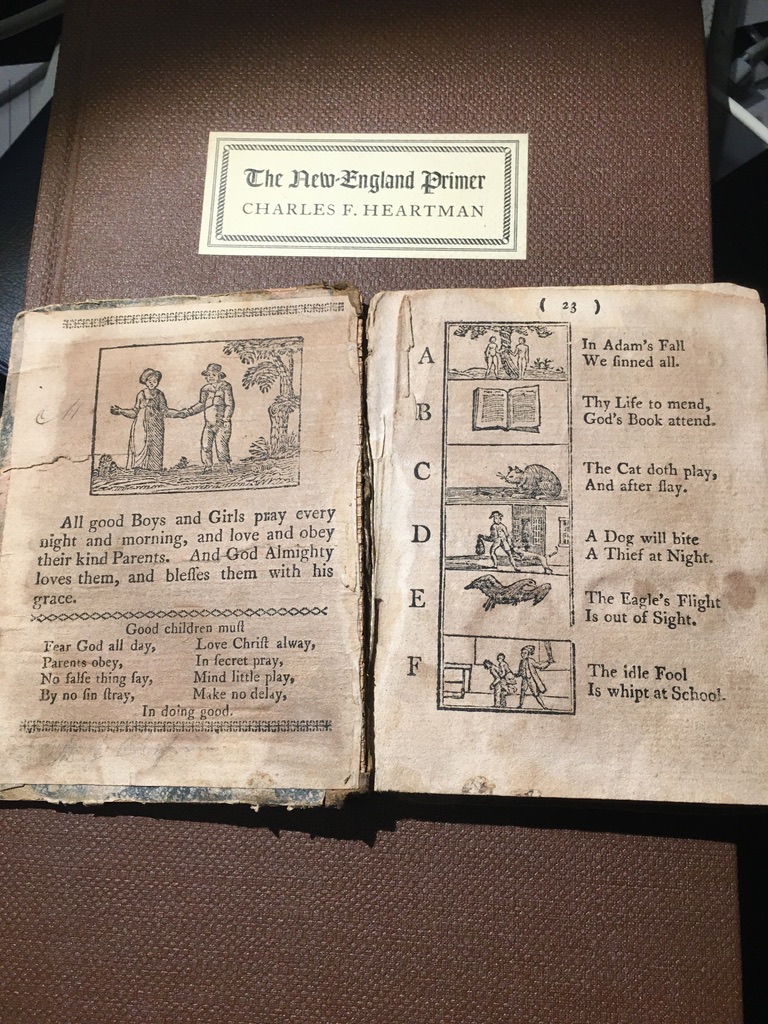 The New-England Primer
CHARLES F. HEARTMAN
All good Boys and Girls pray every
night and morning, and love and obey
their kind Parents. And God Almighty
loves them, and bleſſes them with his
grace.
Good children muſt
Fear God all day, Love Chriſt alway,
Parents obey, In ſecret pray,
No falſe thing ſay, Mind little play,
By no ſin ſtray, Make no delay,
In doing good.
( 23 )
A In Adam's Fall
We ſinned all.
B Thy Life to mend,
God's Book attend.
C The Cat doth play,
And after ſlay.
D A Dog will bite
A Thief at Night.
E The Eagle's Flight
Is out of Sight.
F The idle Fool
Is whipt at School.